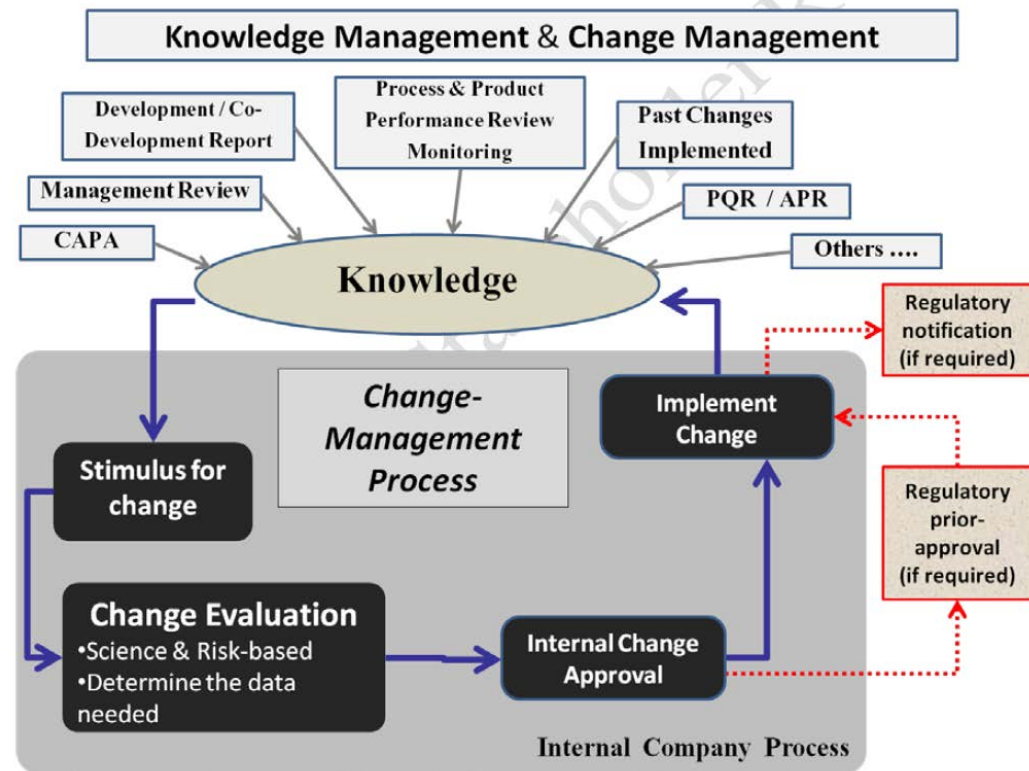 Knowledge Management & Change Management
Process & Product
Performance Review
Monitoring
Development / Co-
Development Report
Past Changes
Implemented
Management Review
PQR / APR
CAPA
Others ....
Knowledge
Regulatory
notification
(if required)
Change-
Management
Process
Implement
Change
Stimulus for
change
Regulatory
prior-
approval
(if required)
Change Evaluation
•Science & Risk-based
•Determine the data
needed
Internal Change
Approval
Internal Company Process